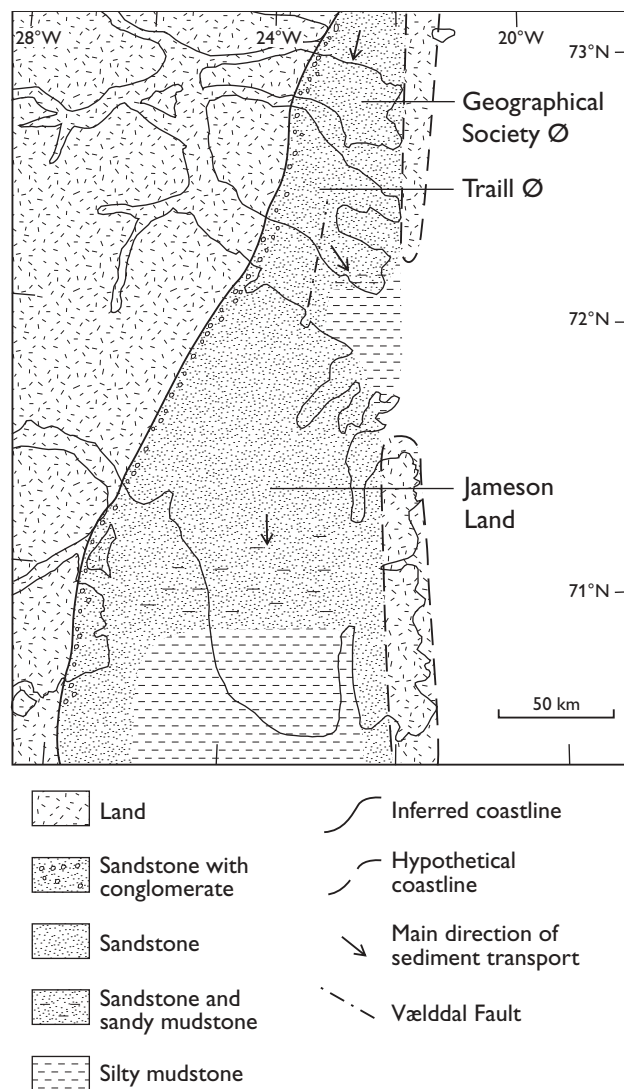 28°W
24°W
20°W
73°N
Geographical
Society Ø
Traill Ø
72°N
Jameson
Land
71°N
50 km
Land
Sandstone with
conglomerate
Sandstone
Sandstone and
sandy mudstone
Silty mudstone
Inferred coastline
Hypothetical
coastline
Main direction of
sediment transport
Vælddal Fault